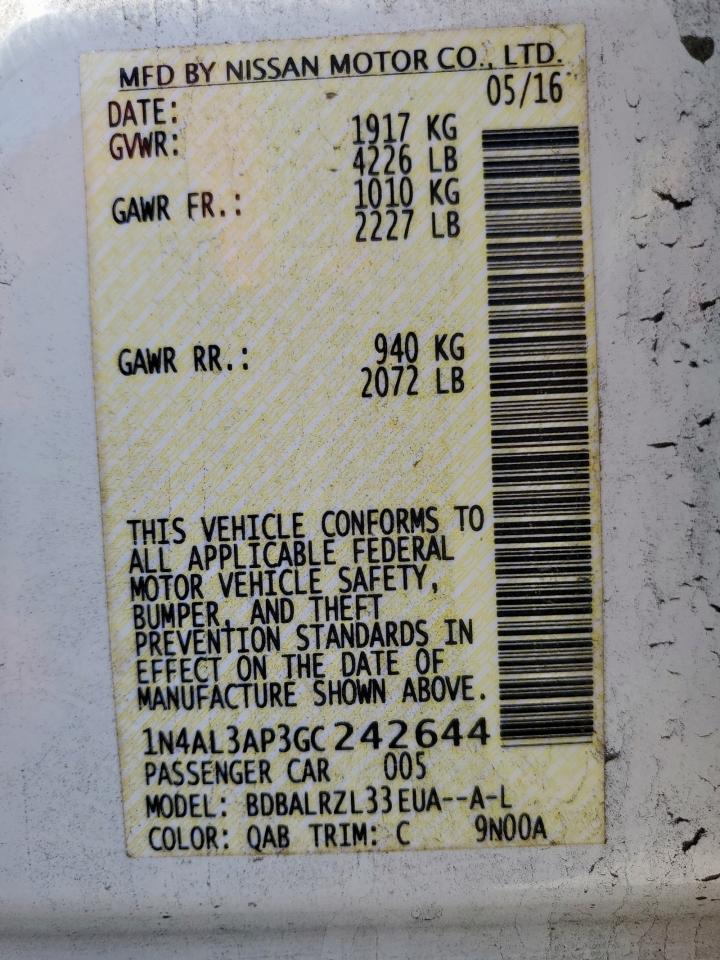 MFD BY NISSAN MOTOR CO., LTD.
DATE: 05/16
GVWR: 1917 KG
4226 LB
GAWR FR.: 1010 KG
2227 LB
GAWR RR.: 940 KG
2072 LB
THIS VEHICLE CONFORMS TO
ALL APPLICABLE FEDERAL
MOTOR VEHICLE SAFETY,
BUMPER, AND THEFT
PREVENTION STANDARDS IN
EFFECT ON THE DATE OF
MANUFACTURE SHOWN ABOVE.
1N4AL3AP3GC242644
PASSENGER CAR 005
MODEL: BDBALRZL33EUA--A-L
COLOR: QAB TRIM: C 9N00A